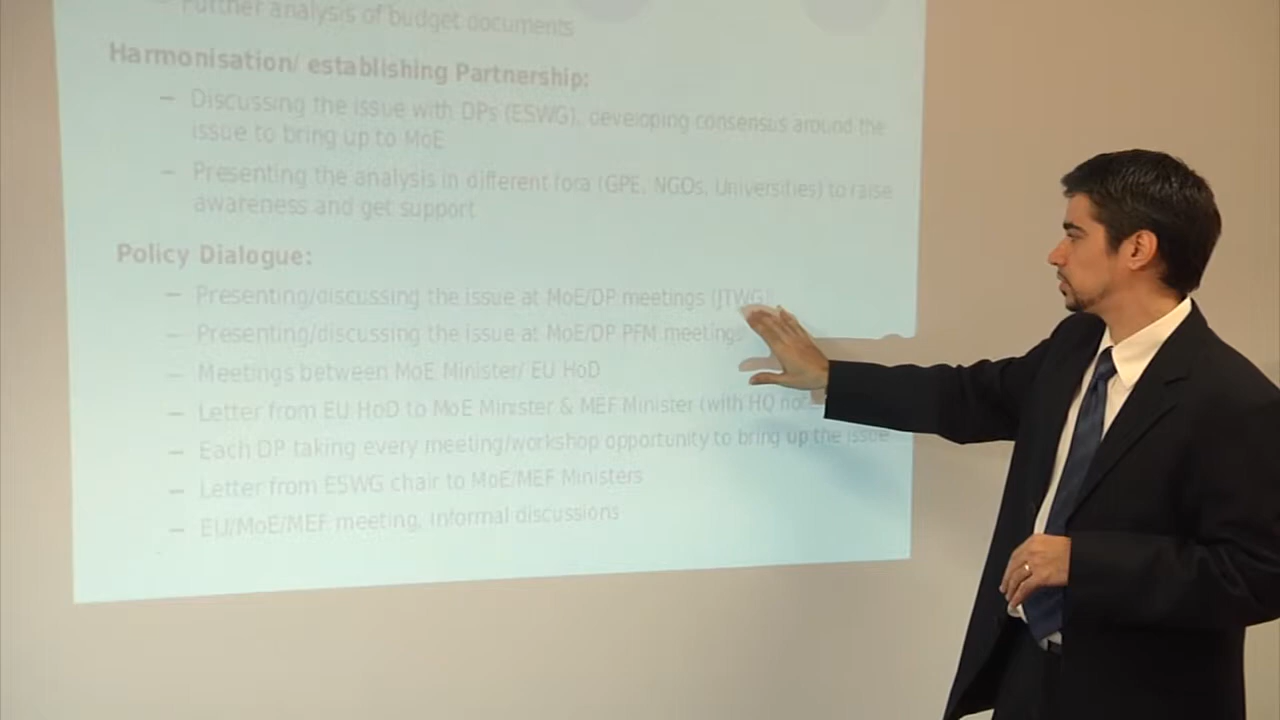 Further analysis of budget documents
Harmonisation/ establishing Partnership:
– Discussing the issue with DPs (ESWG), developing consensus around the
issue to bring up to MoE
– Presenting the analysis in different fora (GPE, NGOs, Universities) to raise
awareness and get support
Policy Dialogue:
– Presenting/discussing the issue at MoE/DP meetings (JTWG)
– Presenting/discussing the issue at MoE/DP PFM meetings
– Meetings between MoE Minister/ EU HoD
– Letter from EU HoD to MoE Minister & MEF Minister (with HQ
– Each DP taking every meeting/workshop opportunity to bring up the issue
– Letter from ESWG chair to MoE/MEF Ministers
– EU/MoE/MEF meeting, informal discussions